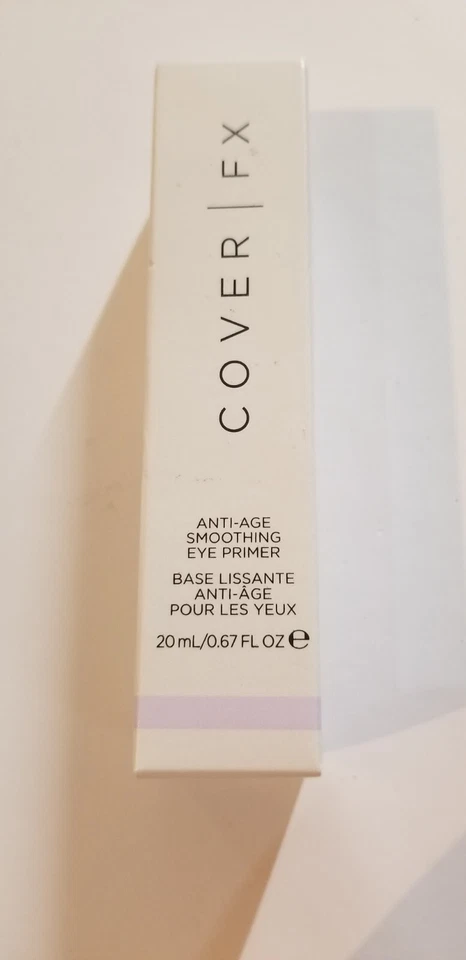 COVER | FX
ANTI-AGE
SMOOTHING
EYE PRIMER
BASE LISSANTE
ANTI-ÂGE
POUR LES YEUX
20 mL/0.67 FL OZ ℮